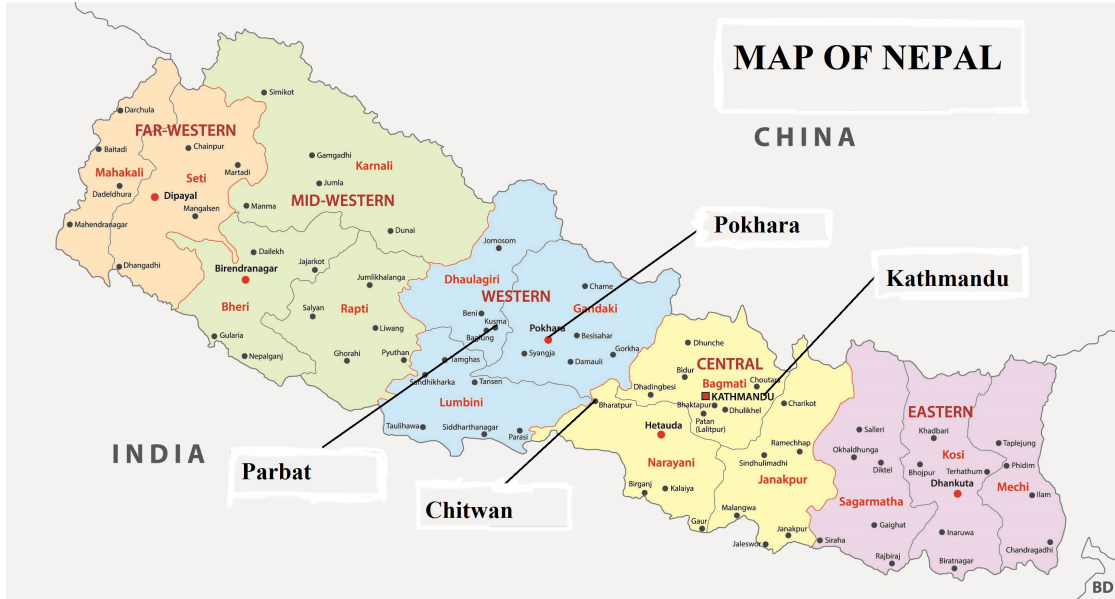 MAP OF NEPAL
CHINA
INDIA
BD
Pokhara
Kathmandu
Parbat
Chitwan
FAR-WESTERN
Darchula
Baitadi
Chainpur
Mahakali
Seti
Martadi
Dadeldhura
Dipayal
Mangalsen
Mahendranagar
Dhangadhi
MID-WESTERN
Simikot
Gamgadhi
Karnali
Jumla
Manma
Dunai
Dailekh
Birendranagar
Jajarkot
Jumlikhalanga
Bheri
Rapti
Salyan
Liwang
Gularia
Nepalganj
Ghorahi
Pyuthan
WESTERN
Jomosom
Dhaulagiri
Chame
Gandaki
Beni
Kusma
Baglung
Pokhara
Besisahar
Syangja
Gorkha
Damauli
Tamghas
Sandhikharka
Tansen
Lumbini
Taulihawa
Siddharthanagar
Parasi
CENTRAL
Dhunche
Bidur
Bagmati
Choutara
Dhadingbesi
KATHMANDU
Bharatpur
Bhaktapur
Dhulikhel
Charikot
Patan
(Lalitpur)
Hetauda
Ramechhap
Narayani
Sindhulimadhi
Janakpur
Birganj
Kalaiya
Malangwa
Gaur
Janakpur
Jaleswor
EASTERN
Salleri
Khadbari
Taplejung
Okhaldhunga
Kosi
Diktel
Bhojpur
Terhathum
Phidim
Dhankuta
Mechi
Ilam
Sagarmatha
Gaighat
Inaruwa
Siraha
Chandragadhi
Rajbiraj
Biratnagar